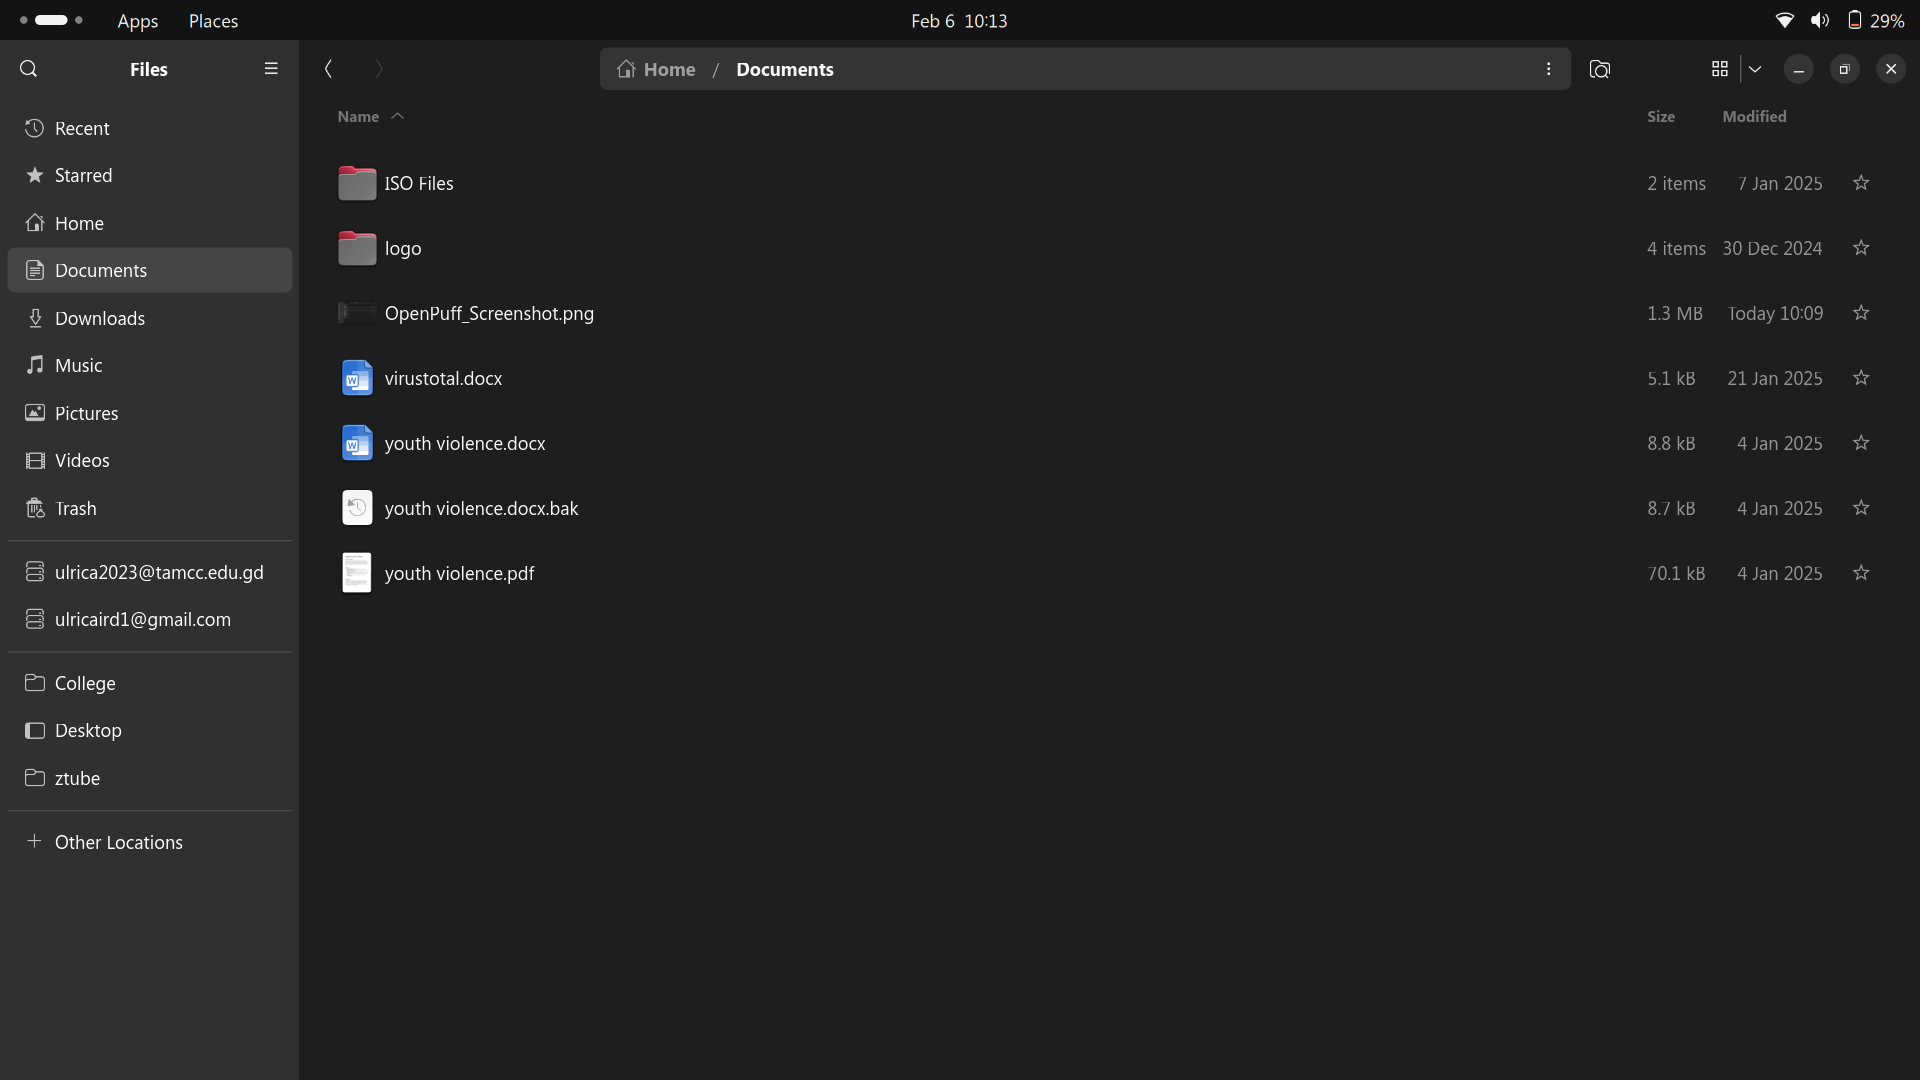 Apps Places Feb 6 10:13 29%
Files Home / Documents
Name Size Modified
Recent
Starred
Home
Documents
Downloads
Music
Pictures
Videos
Trash
ulrica2023@tamcc.edu.gd
ulricaird1@gmail.com
College
Desktop
ztube
Other Locations
ISO Files 2 items 7 Jan 2025
logo 4 items 30 Dec 2024
OpenPuff_Screenshot.png 1.3 MB Today 10:09
virustotal.docx 5.1 kB 21 Jan 2025
youth violence.docx 8.8 kB 4 Jan 2025
youth violence.docx.bak 8.7 kB 4 Jan 2025
youth violence.pdf 70.1 kB 4 Jan 2025